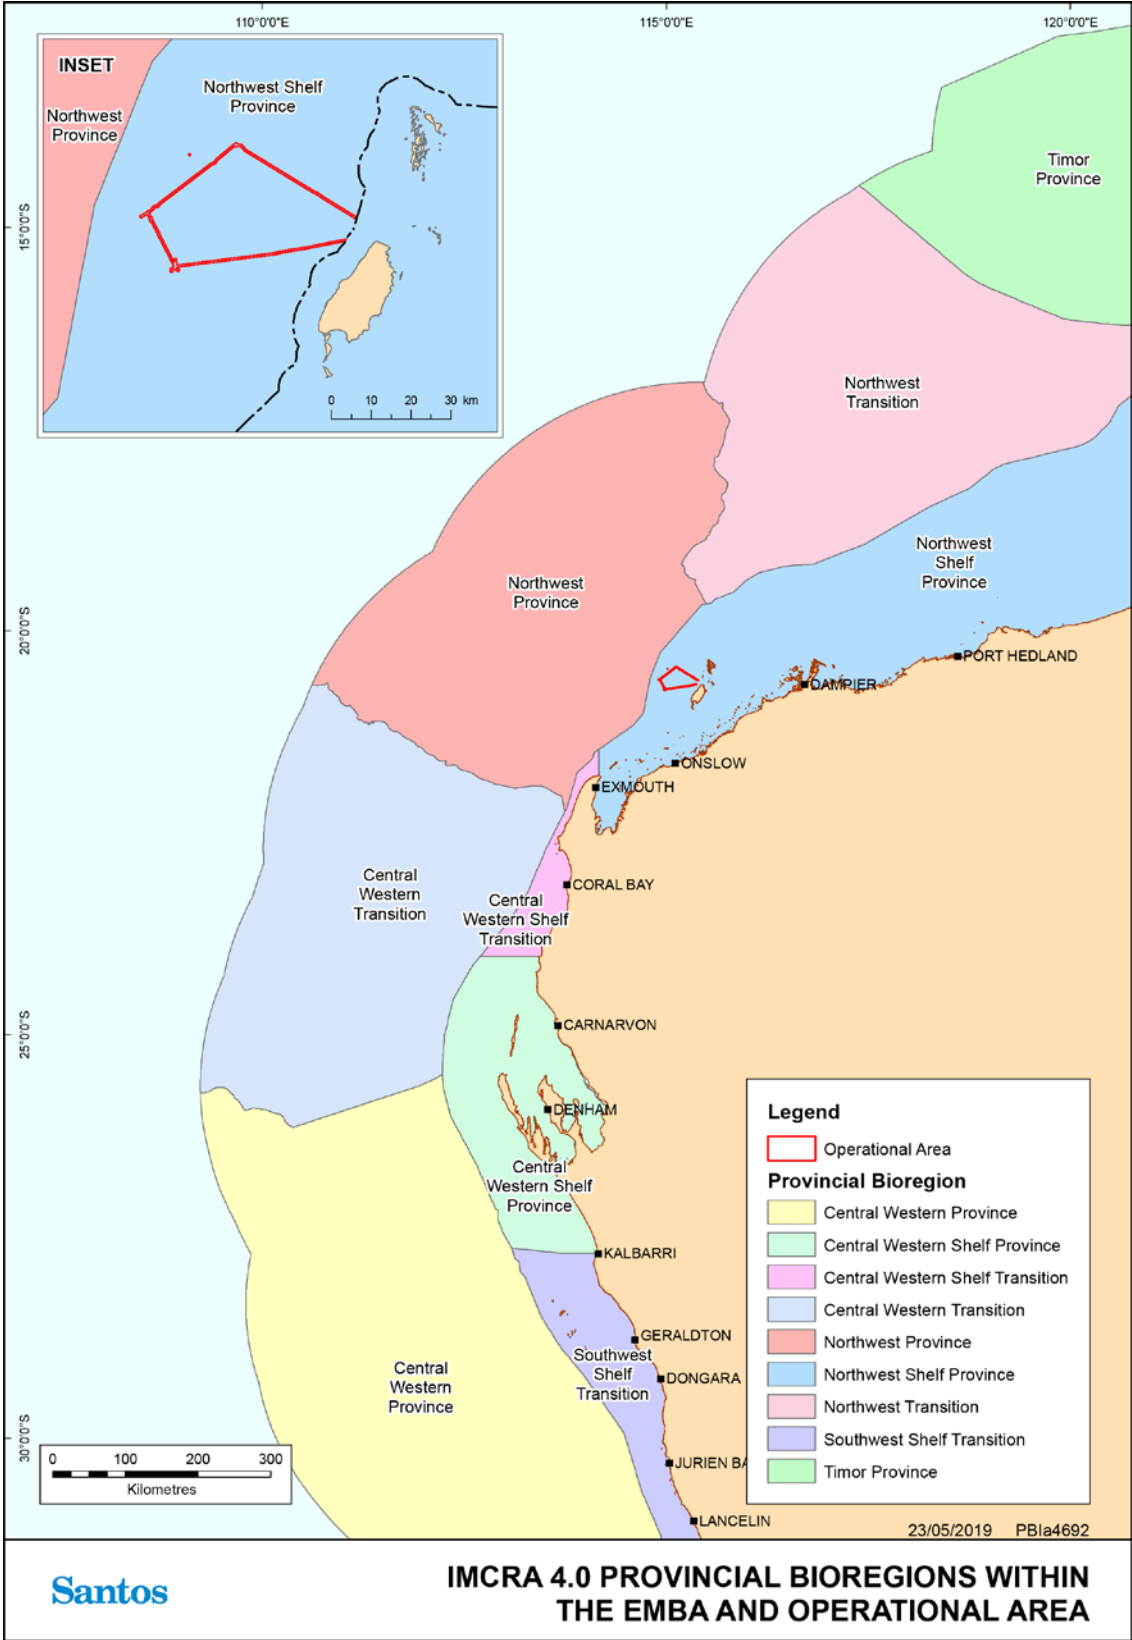 110°0'0"E
115°0'0"E
120°0'0"E
INSET
Northwest Shelf
Province
Northwest
Province
0 10 20 30 km
15°0'0"S
20°0'0"S
25°0'0"S
30°0'0"S
Timor
Province
Northwest
Transition
Northwest
Shelf
Province
Northwest
Province
PORT HEDLAND
DAMPIER
ONSLOW
EXMOUTH
Central
Western
Transition
CORAL BAY
Central
Western Shelf
Transition
CARNARVON
DENHAM
Central
Western Shelf
Province
KALBARRI
GERALDTON
Southwest
Shelf
Transition
DONGARA
Central
Western
Province
JURIEN BA
LANCELIN
0 100 200 300
Kilometres
Legend
Operational Area
Provincial Bioregion
Central Western Province
Central Western Shelf Province
Central Western Shelf Transition
Central Western Transition
Northwest Province
Northwest Shelf Province
Northwest Transition
Southwest Shelf Transition
Timor Province
23/05/2019 PBIa4692
Santos
IMCRA 4.0 PROVINCIAL BIOREGIONS WITHIN
THE EMBA AND OPERATIONAL AREA